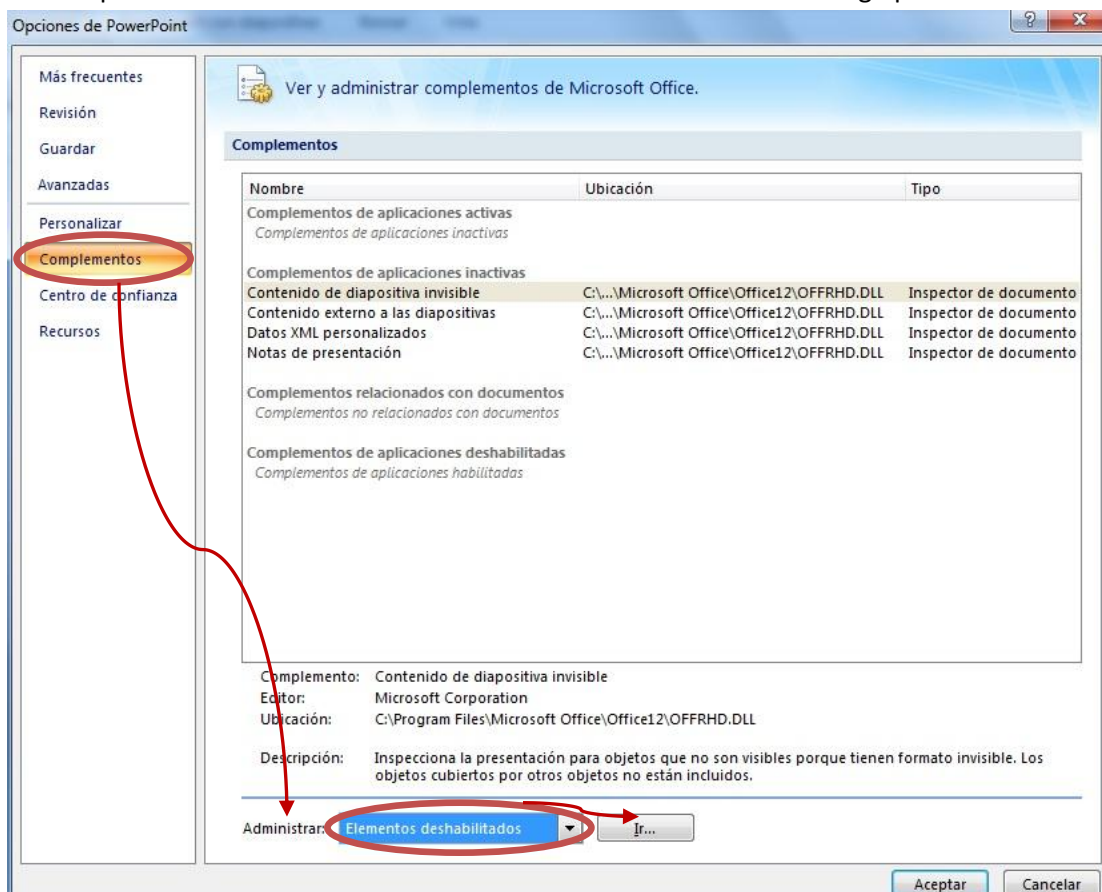 Opciones de PowerPoint
Más frecuentes
Revisión
Guardar
Avanzadas
Personalizar
Complementos
Centro de confianza
Recursos
Ver y administrar complementos de Microsoft Office.
Complementos
Nombre Ubicación Tipo
Complementos de aplicaciones activas
Complementos de aplicaciones inactivas
Complementos de aplicaciones inactivas
Contenido de diapositiva invisible C:\...\Microsoft Office\Office12\OFFRHD.DLL Inspector de documento
Contenido externo a las diapositivas C:\...\Microsoft Office\Office12\OFFRHD.DLL Inspector de documento
Datos XML personalizados C:\...\Microsoft Office\Office12\OFFRHD.DLL Inspector de documento
Notas de presentación C:\...\Microsoft Office\Office12\OFFRHD.DLL Inspector de documento
Complementos relacionados con documentos
Complementos no relacionados con documentos
Complementos de aplicaciones deshabilitadas
Complementos de aplicaciones habilitadas
Complemento: Contenido de diapositiva invisible
Editor: Microsoft Corporation
Ubicación: C:\Program Files\Microsoft Office\Office12\OFFRHD.DLL
Descripción: Inspecciona la presentación para objetos que no son visibles porque tienen formato invisible. Los
objetos cubiertos por otros objetos no están incluidos.
Administrar: Elementos deshabilitados Ir...
Aceptar Cancelar